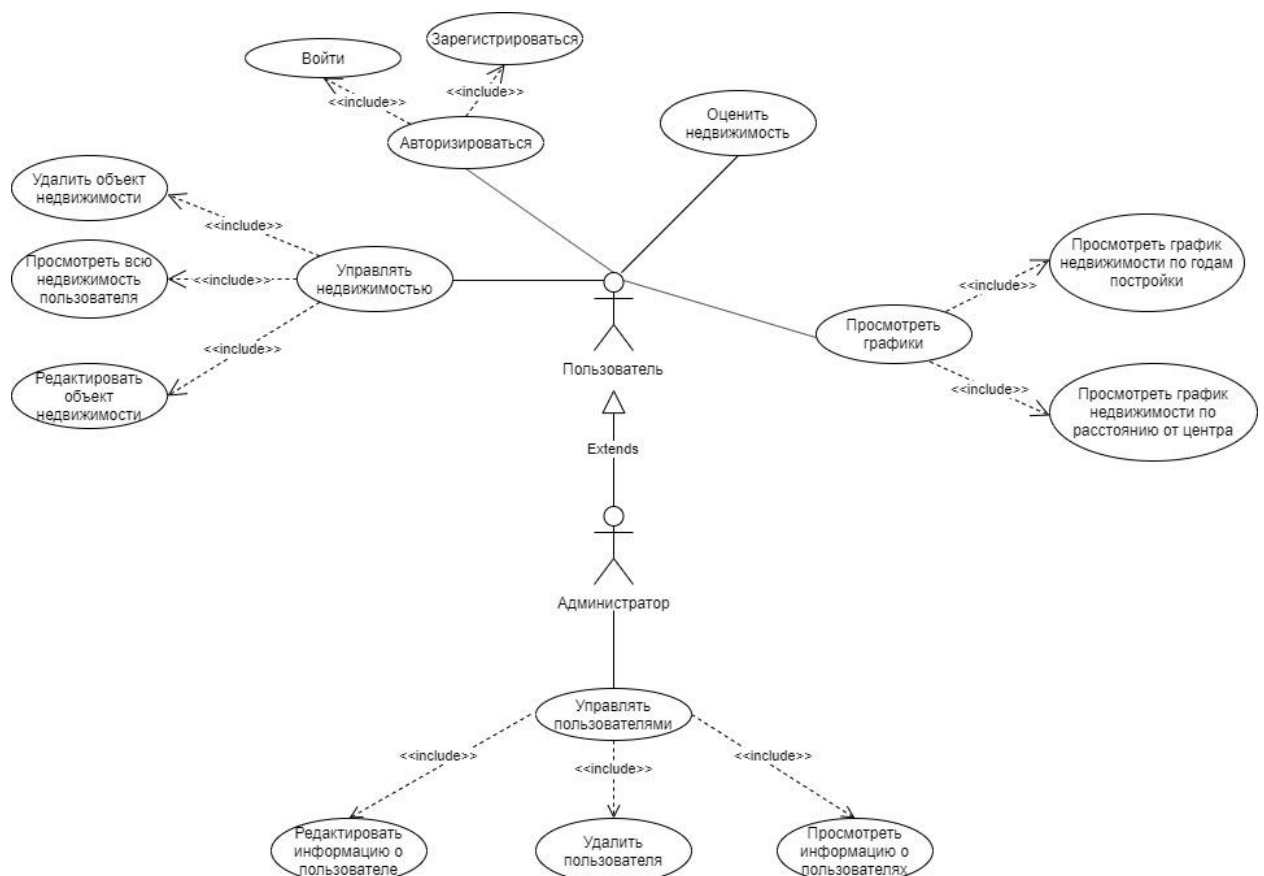 Зарегистрироваться
Войти
<<include>>
<<include>>
Авторизироваться
Оценить
недвижимость
Удалить объект
недвижимости
<<include>>
Просмотреть всю
недвижимость
пользователя
<<include>>
Управлять
недвижимостью
<<include>>
Редактировать
объект
недвижимости
Просмотреть график
недвижимости по годам
постройки
<<include>>
Просмотреть
графики
<<include>>
Просмотреть график
недвижимости по
расстоянию от центра
Пользователь
Extends
Администратор
Управлять
пользователями
<<include>>
<<include>>
<<include>>
Редактировать
информацию о
пользователе
Удалить
пользователя
Просмотреть
информацию о
пользователях